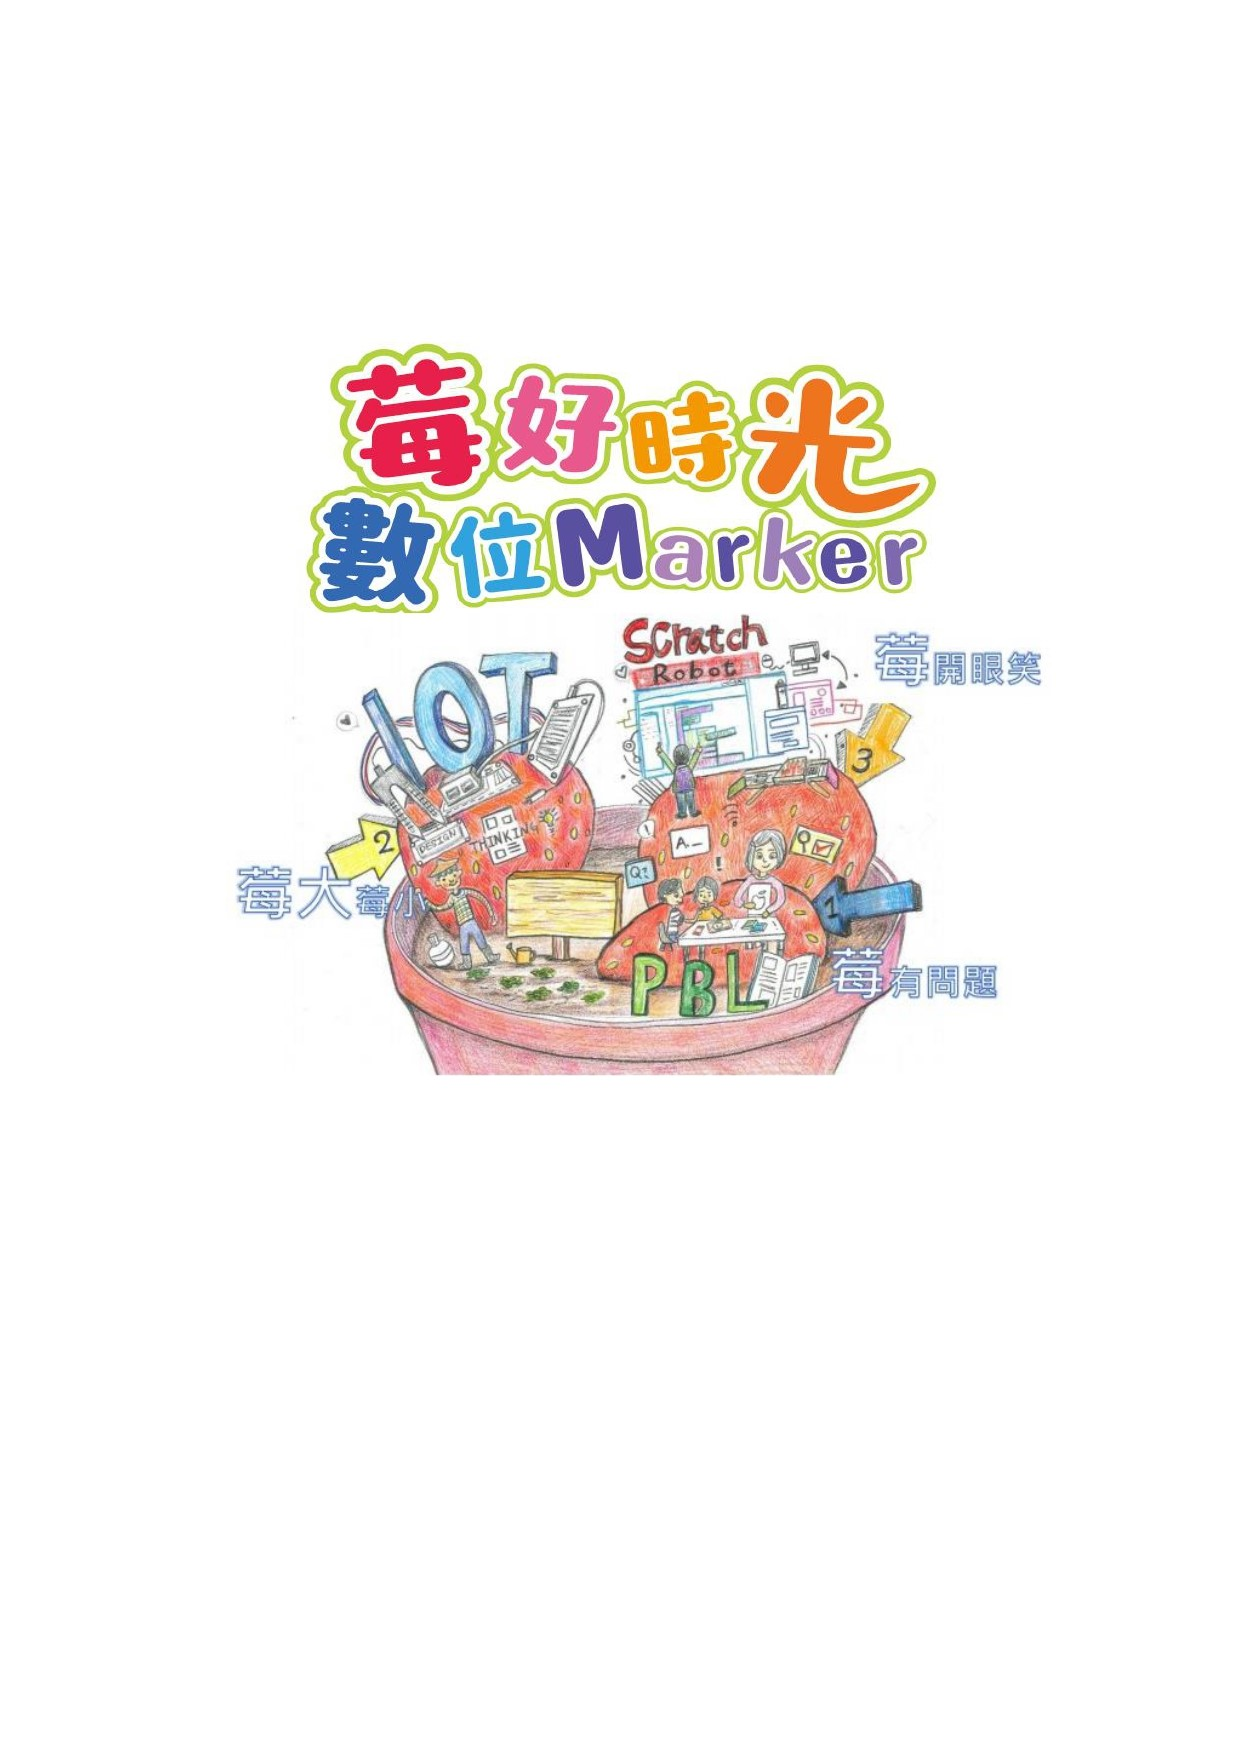 莓好時光
數位Marker
Scratch
Robot
莓開眼笑
IOT
3
2
DESIGN
THINKING
A.
!
Q?
莓大莓小
1
PBL
莓有問題